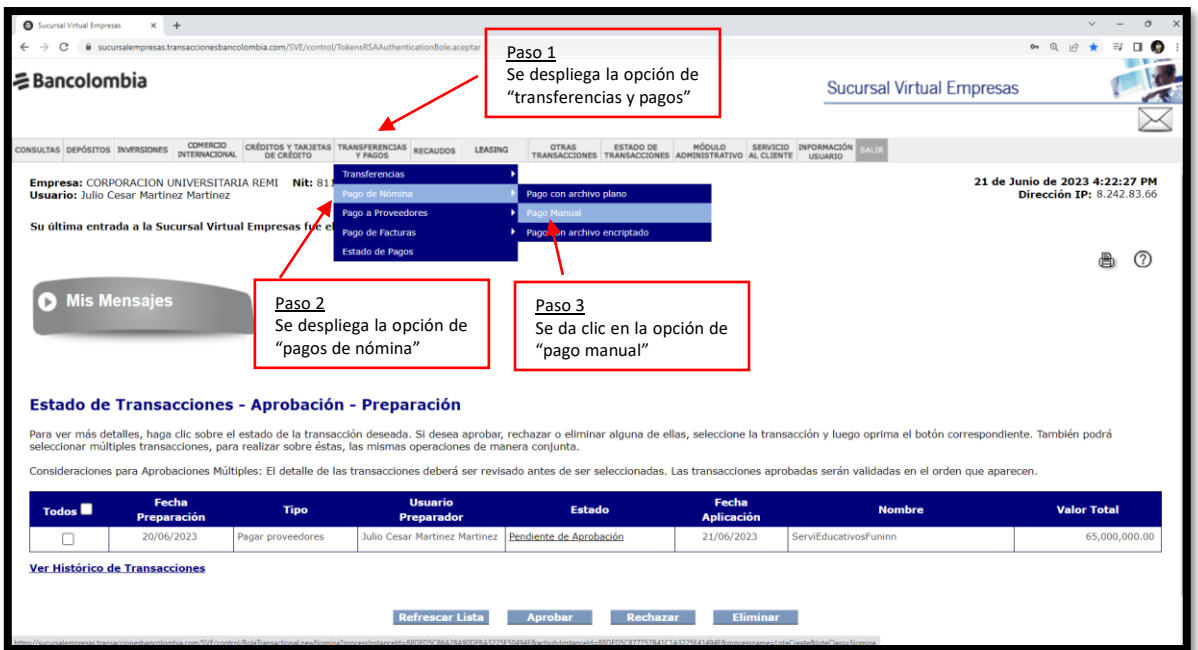 Sucursal Virtual Empresas
sucursalempresas.transaccionesbancolombia.com/SVE/control/TokensRSAAuthenticationBole.aceptar
Paso 1
Se despliega la opción de
“transferencias y pagos”
Bancolombia
Sucursal Virtual Empresas
CONSULTAS DEPÓSITOS INVERSIONES COMERCIO INTERNACIONAL CRÉDITOS Y TARJETAS DE CRÉDITO TRANSFERENCIAS Y PAGOS RECAUDOS LEASING OTRAS TRANSACCIONES ESTADO DE TRANSACCIONES MÓDULO ADMINISTRATIVO SERVICIO AL CLIENTE INFORMACIÓN USUARIO SALIR
Empresa: CORPORACION UNIVERSITARIA REMI Nit: 811
Usuario: Julio Cesar Martinez Martinez
21 de Junio de 2023 4:22:27 PM
Dirección IP: 8.242.83.66
Su última entrada a la Sucursal Virtual Empresas fue el
Transferencias
Pago de Nómina
Pago a Proveedores
Pago de Facturas
Estado de Pagos
Pago con archivo plano
Pago Manual
Pago con archivo encriptado
Mis Mensajes
Paso 2
Se despliega la opción de
“pagos de nómina”
Paso 3
Se da clic en la opción de
“pago manual”
Estado de Transacciones - Aprobación - Preparación
Para ver más detalles, haga clic sobre el estado de la transacción deseada. Si desea aprobar, rechazar o eliminar alguna de ellas, seleccione la transacción y luego oprima el botón correspondiente. También podrá
seleccionar múltiples transacciones, para realizar sobre éstas, las mismas operaciones de manera conjunta.
Consideraciones para Aprobaciones Múltiples: El detalle de las transacciones deberá ser revisado antes de ser seleccionadas. Las transacciones aprobadas serán validadas en el orden que aparecen.
Todos Fecha Preparación Tipo Usuario Preparador Estado Fecha Aplicación Nombre Valor Total
20/06/2023 Pagar proveedores Julio Cesar Martinez Martinez Pendiente de Aprobación 21/06/2023 ServiEducativosFuninn 65,000,000.00
Ver Histórico de Transacciones
Refrescar Lista Aprobar Rechazar Eliminar